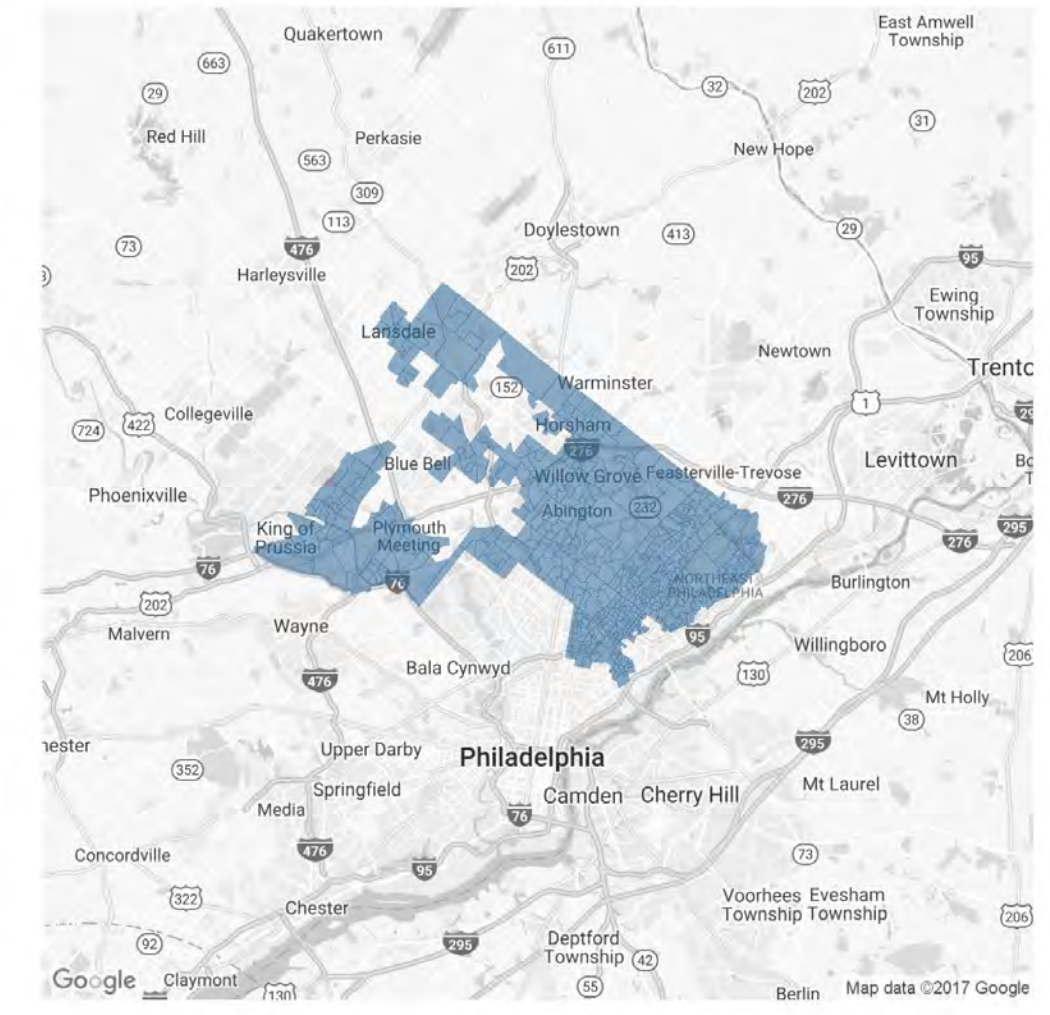 Quakertown
East Amwell
Township
611
663
29
32
202
31
Red Hill
Perkasie
New Hope
563
309
113
Doylestown
413
29
73
476
202
95
Harleysville
Ewing
Township
Lansdale
Newtown
Trento
152
Warminster
1
Collegeville
422
724
Horsham
276
Blue Bell
Willow Grove
Feasterville-Trevose
Levittown
Phoenixville
276
Abington
232
King of
Prussia
Plymouth
Meeting
295
276
76
76
NORTHEAST
PHILADELPHIA
Burlington
202
Malvern
Wayne
95
Willingboro
206
Bala Cynwyd
476
130
Mt Holly
38
hester
Upper Darby
Philadelphia
295
352
Springfield
Mt Laurel
Media
Camden
Cherry Hill
76
476
Concordville
73
95
322
Chester
Voorhees
Township
Evesham
Township
206
92
295
Deptford
Township
42
Google
Claymont
130
55
Berlin
Map data ©2017 Google